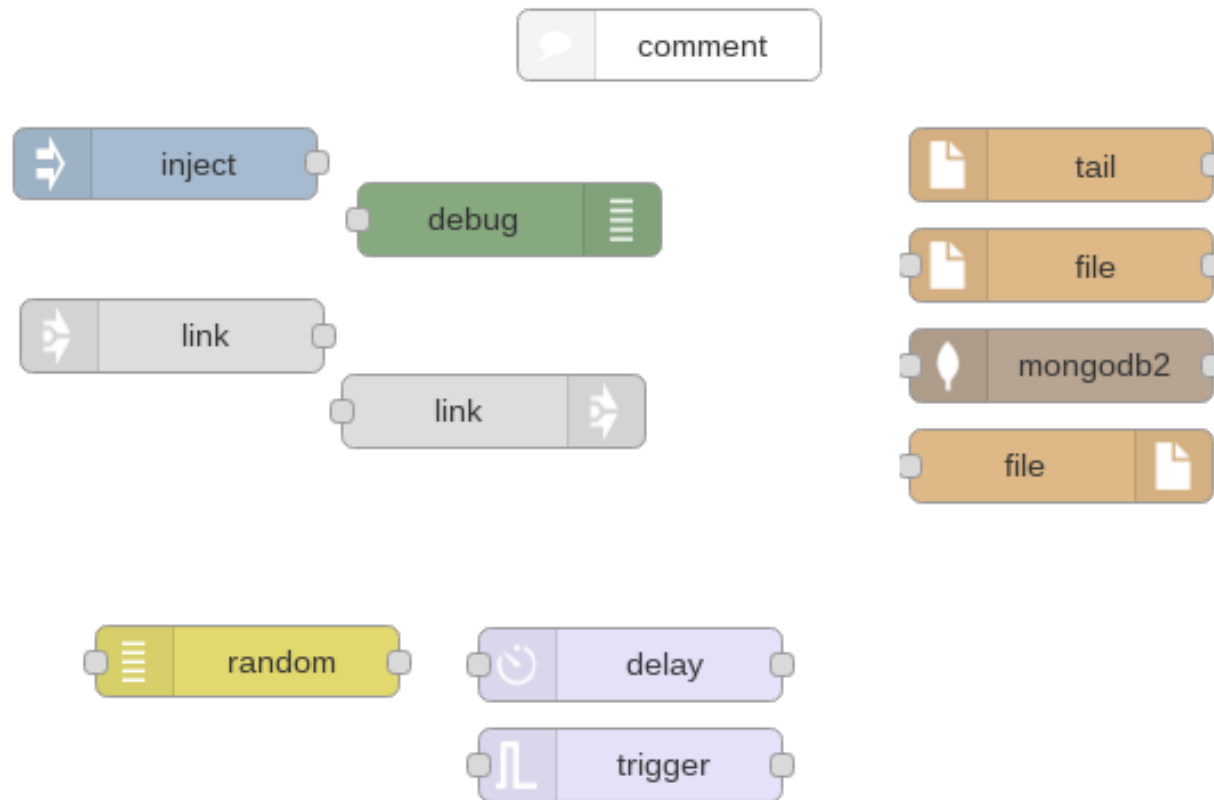 comment
inject
tail
debug
file
link
mongodb2
link
file
random
delay
trigger